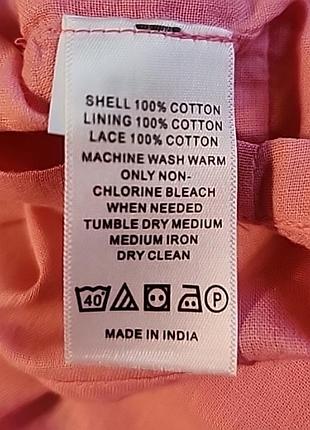 SHELL 100% COTTON
LINING 100% COTTON
LACE 100% COTTON
MACHINE WASH WARM
ONLY NON-
CHLORINE BLEACH
WHEN NEEDED
TUMBLE DRY MEDIUM
MEDIUM IRON
DRY CLEAN
40° P
MADE IN INDIA